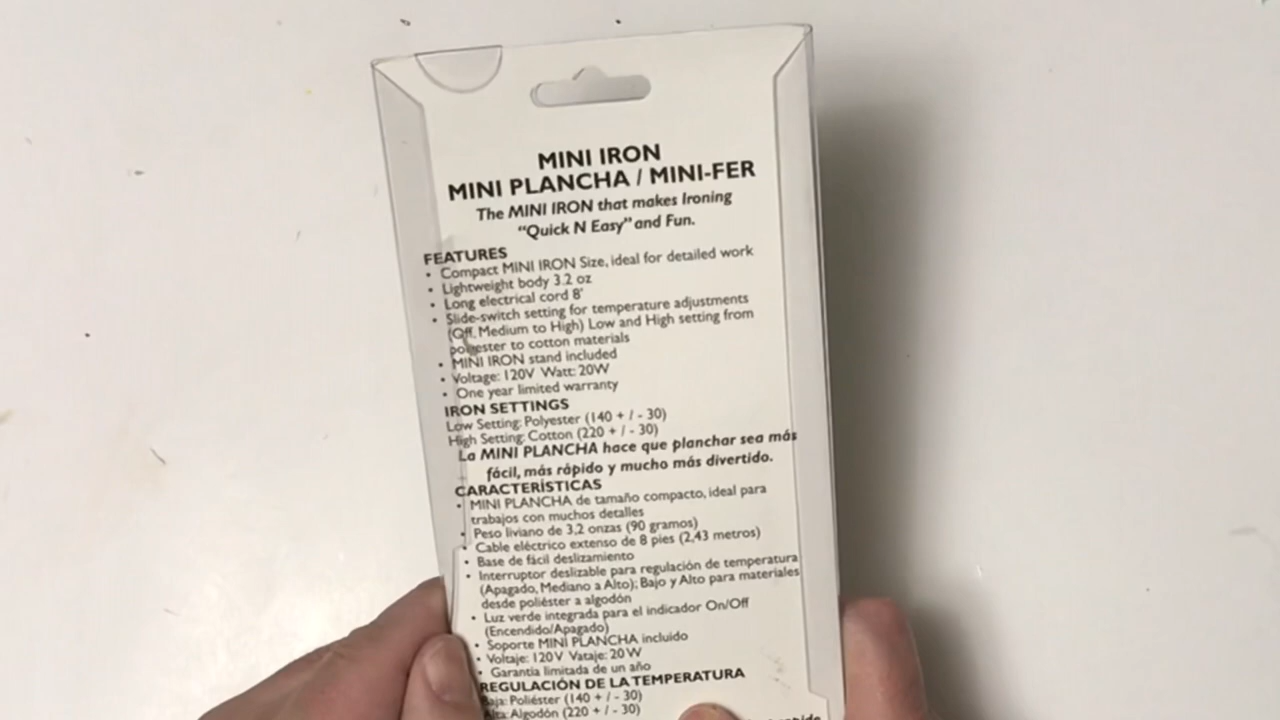 MINI IRON
MINI PLANCHA / MINI-FER
The MINI IRON that makes Ironing
“Quick N Easy” and Fun.
FEATURES
• Compact MINI IRON Size, ideal for detailed work
• Lightweight body 3.2 oz
• Long electrical cord 8'
• Slide-switch setting for temperature adjustments
(Off, Medium to High) Low and High setting from
polyester to cotton materials
• MINI IRON stand included
• Voltage: 120V Watt: 20W
• One year limited warranty
IRON SETTINGS
Low Setting: Polyester (140 + / - 30)
High Setting: Cotton (220 + / - 30)
La MINI PLANCHA hace que planchar sea más
fácil, más rápido y mucho más divertido.
CARACTERÍSTICAS
• MINI PLANCHA de tamaño compacto, ideal para
trabajos con muchos detalles
• Peso liviano de 3,2 onzas (90 gramos)
• Cable eléctrico extenso de 8 pies (2,43 metros)
• Base de fácil deslizamiento
• Interruptor deslizable para regulación de temperatura
(Apagado, Mediano a Alto); Bajo y Alto para materiales
desde poliéster a algodón
• Luz verde integrada para el indicador On/Off
(Encendido/Apagado)
• Soporte MINI PLANCHA incluido
• Voltaje: 120V Vataje: 20W
• Garantía limitada de un año
REGULACIÓN DE LA TEMPERATURA
Baja: Poliéster (140 + / - 30)
Alta: Algodón (220 + / - 30)